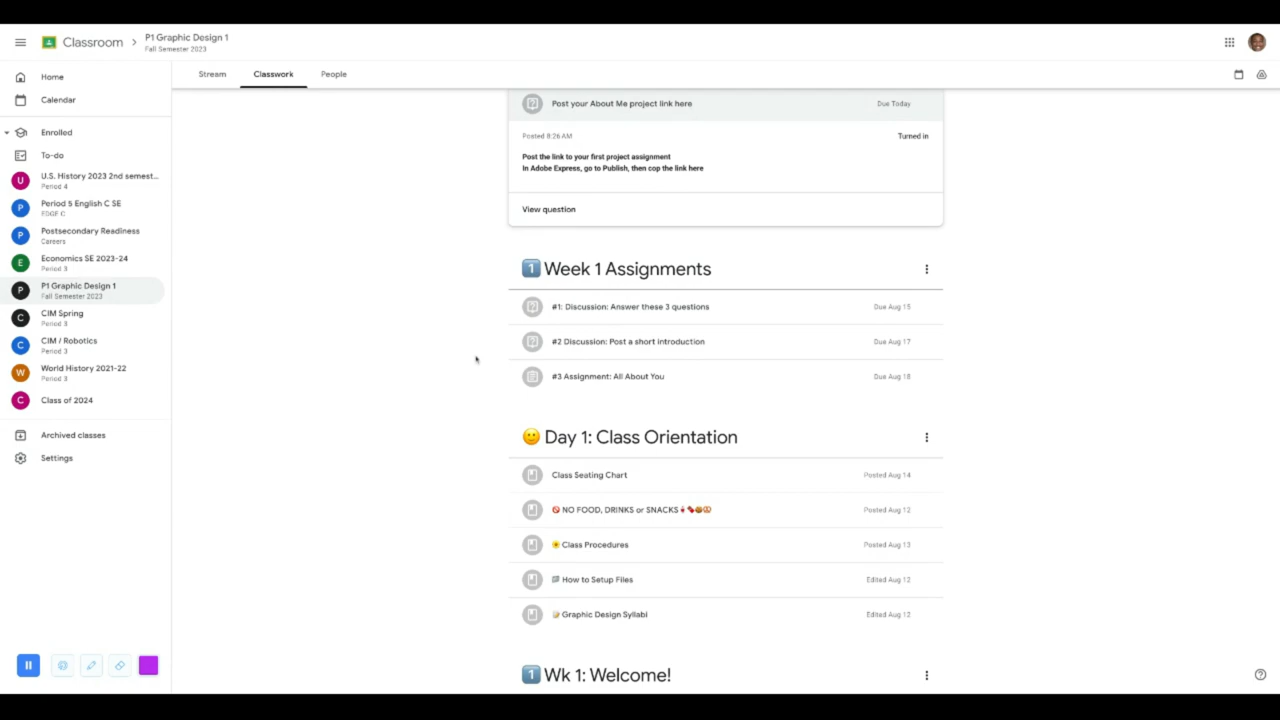 Classroom
P1 Graphic Design 1
Fall Semester 2023
Home
Calendar
Enrolled
To-do
U
U.S. History 2023 2nd semest...
Period 4
P
Period 5 English C SE
EDGE C
P
Postsecondary Readiness
Careers
E
Economics SE 2023-24
Period 3
P
P1 Graphic Design 1
Fall Semester 2023
C
CIM Spring
Period 3
C
CIM / Robotics
Period 3
W
World History 2021-22
Period 3
C
Class of 2024
Archived classes
Settings
Stream Classwork People
Post your About Me project link here Due Today
Posted 8:26 AM Turned in
Post the link to your first project assignment
In Adobe Express, go to Publish, then cop the link here
View question
1 Week 1 Assignments
#1: Discussion: Answer these 3 questions Due Aug 15
#2 Discussion: Post a short introduction Due Aug 17
#3 Assignment: All About You Due Aug 18
Day 1: Class Orientation
Class Seating Chart Posted Aug 14
NO FOOD, DRINKS or SNACKS Posted Aug 12
Class Procedures Posted Aug 13
How to Setup Files Edited Aug 12
Graphic Design Syllabi Edited Aug 12
1 Wk 1: Welcome!